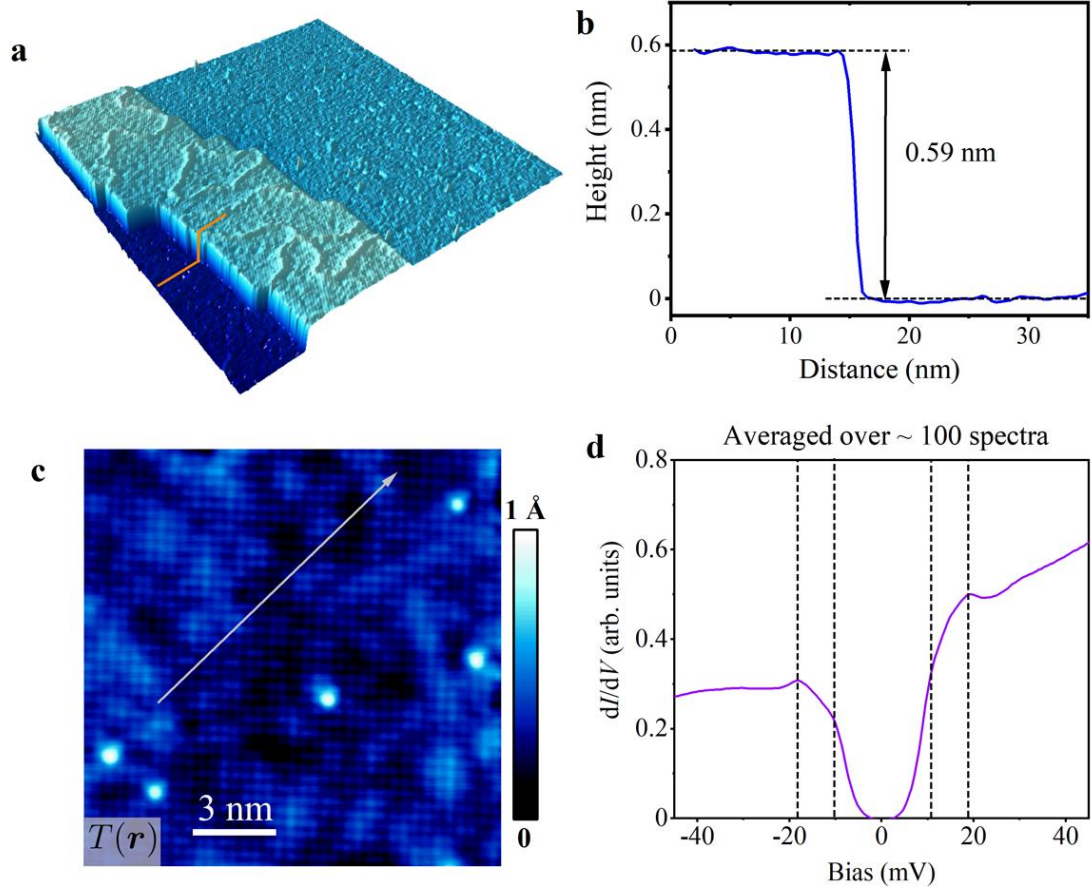 a
b
0.6
0.4
0.2
0
Height (nm)
0.59 nm
0
10
20
30
Distance (nm)
c
1 Å
0
3 nm
T(r)
d
Averaged over ~ 100 spectra
0.8
0.6
0.4
0.2
0
dI/dV (arb. units)
-40
-20
0
20
40
Bias (mV)